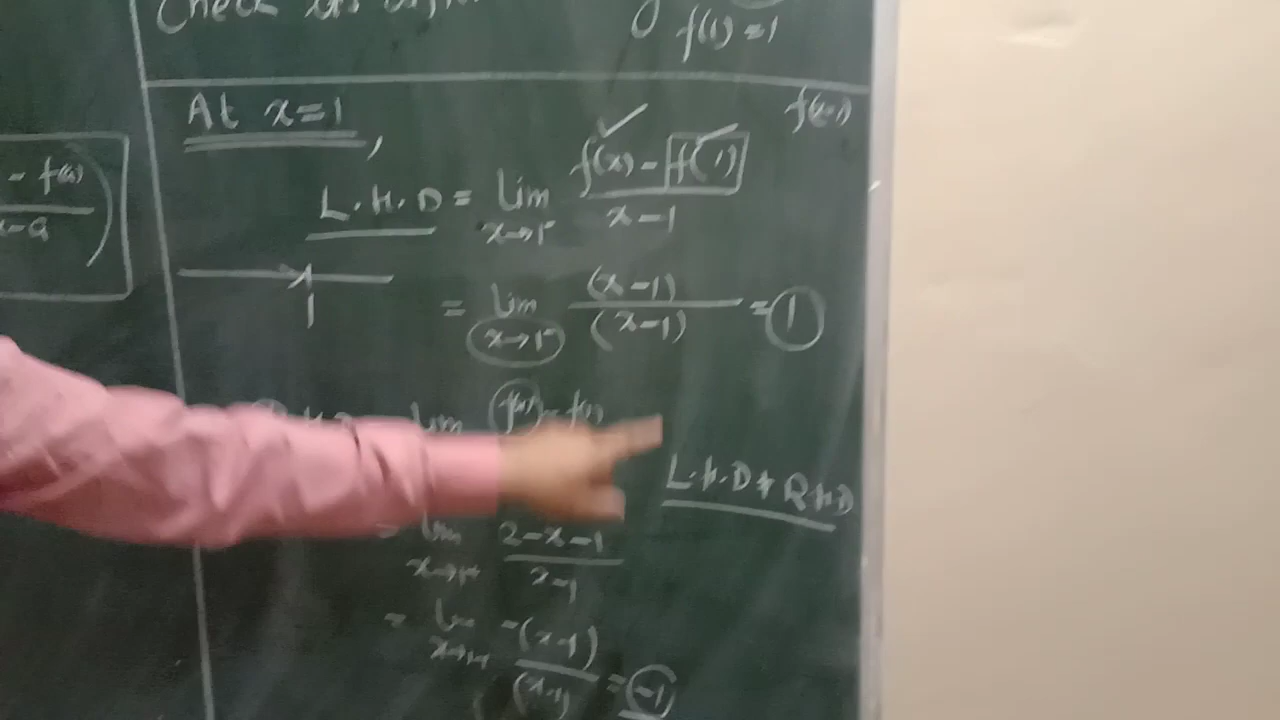 Check
f(1) = 1
At x=1,
f(x)
- f(a)
x-a
L.H.D = lim x→1⁻ f(x) - f(1) / x-1
1
= lim x→1⁻ (x-1) / (x-1) = 1
lim f(x) - f(1)
L.H.D ≠ R.H.D
= lim x→1⁺ 2-x-1 / x-1
= lim x→1⁺ -(x-1) / (x-1) = -1